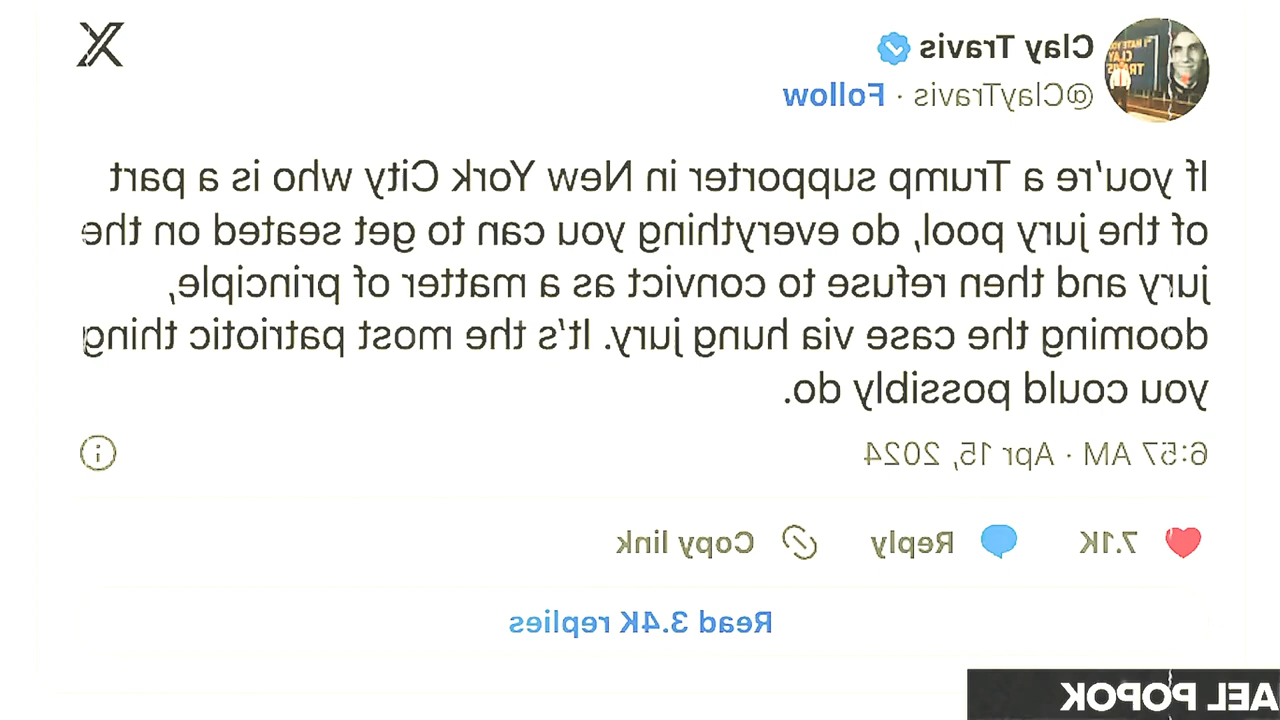 Clay Travis
@ClayTravis · Follow
If you're a Trump supporter in New York City who is a part
of the jury pool, do everything you can to get seated on the
jury and then refuse to convict as a matter of principle,
dooming the case via hung jury. It's the most patriotic thing
you could possibly do.
6:57 AM · Apr 15, 2024
7.1K Reply Copy link
Read 3.4K replies
AEL POPOK